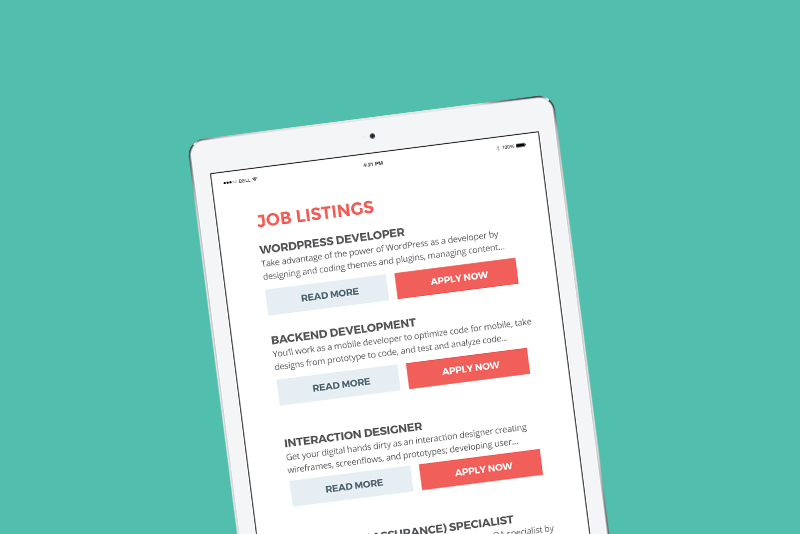 BELL
4:21 PM
100%
JOB LISTINGS
WORDPRESS DEVELOPER
Take advantage of the power of WordPress as a developer by
designing and coding themes and plugins, managing content...
READ MORE
APPLY NOW
BACKEND DEVELOPMENT
You'll work as a mobile developer to optimize code for mobile, take
designs from prototype to code, and test and analyze code...
READ MORE
APPLY NOW
INTERACTION DESIGNER
Get your digital hands dirty as an interaction designer creating
wireframes, screenflows, and prototypes; developing user...
READ MORE
APPLY NOW
ASSURANCE) SPECIALIST
QA specialist by